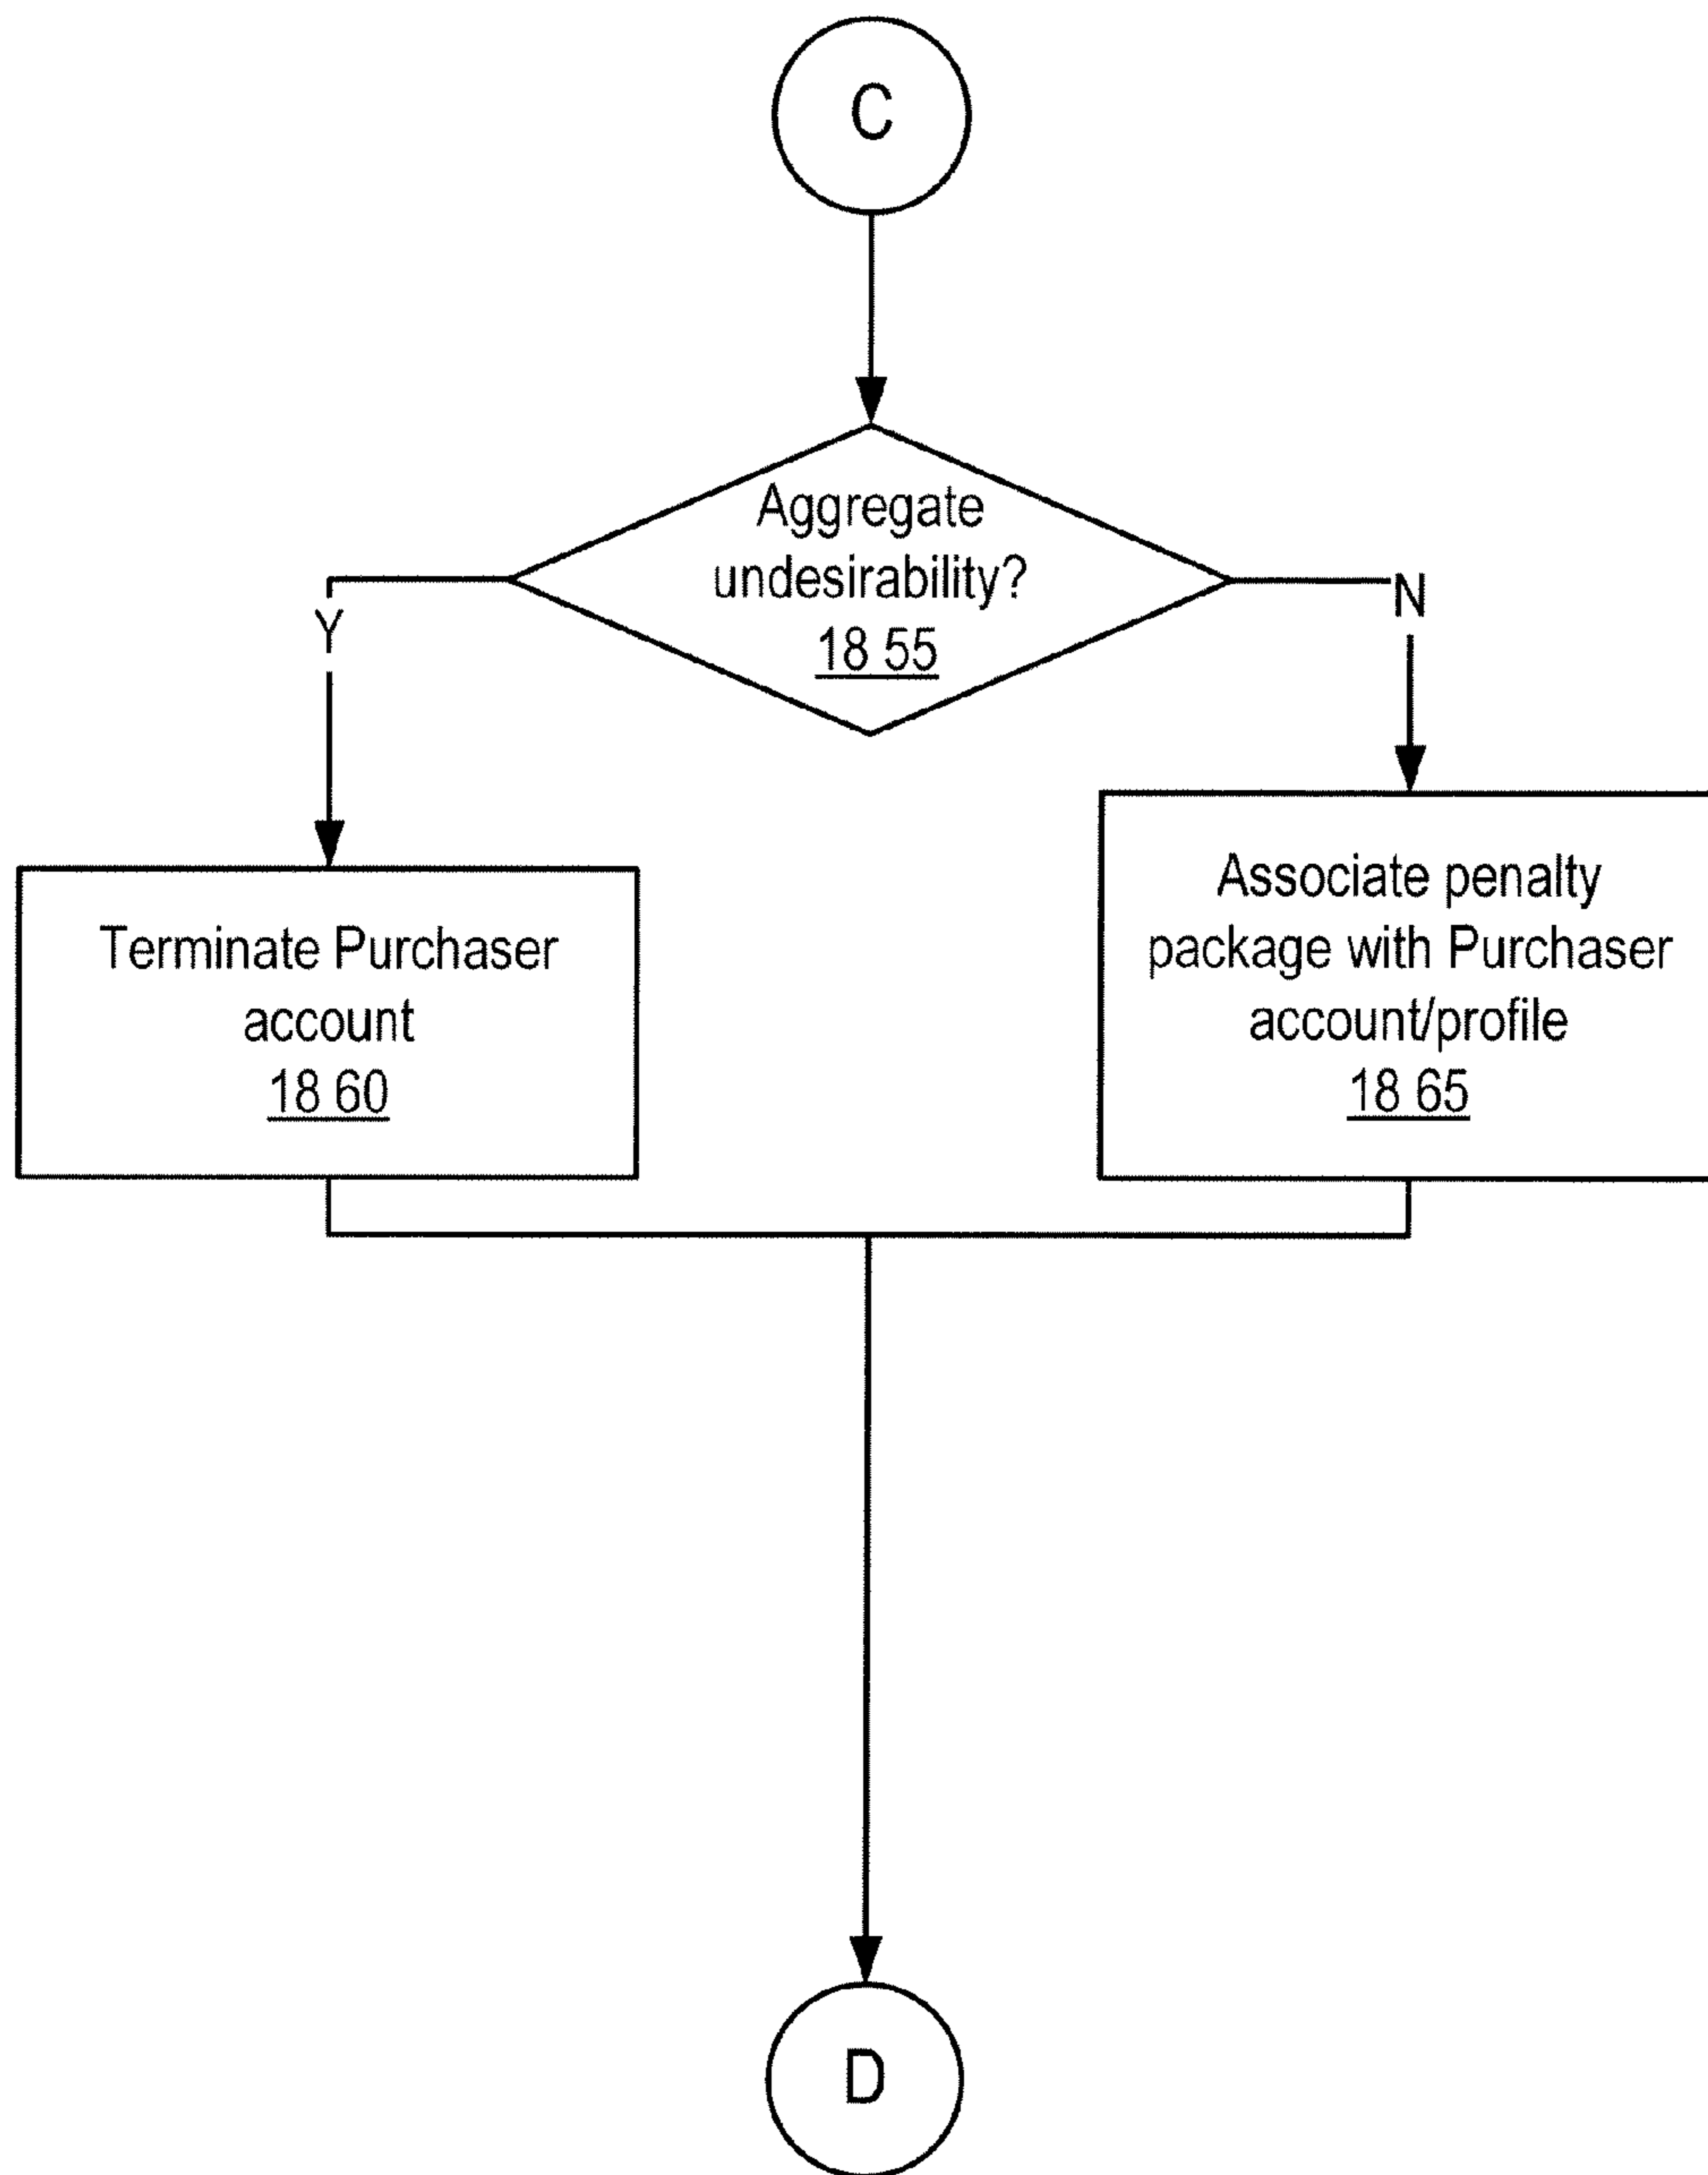 C
Aggregate
undesirability?
18 55
Y
N
Terminate Purchaser
account
18 60
Associate penalty
package with Purchaser
account/profile
18 65
D